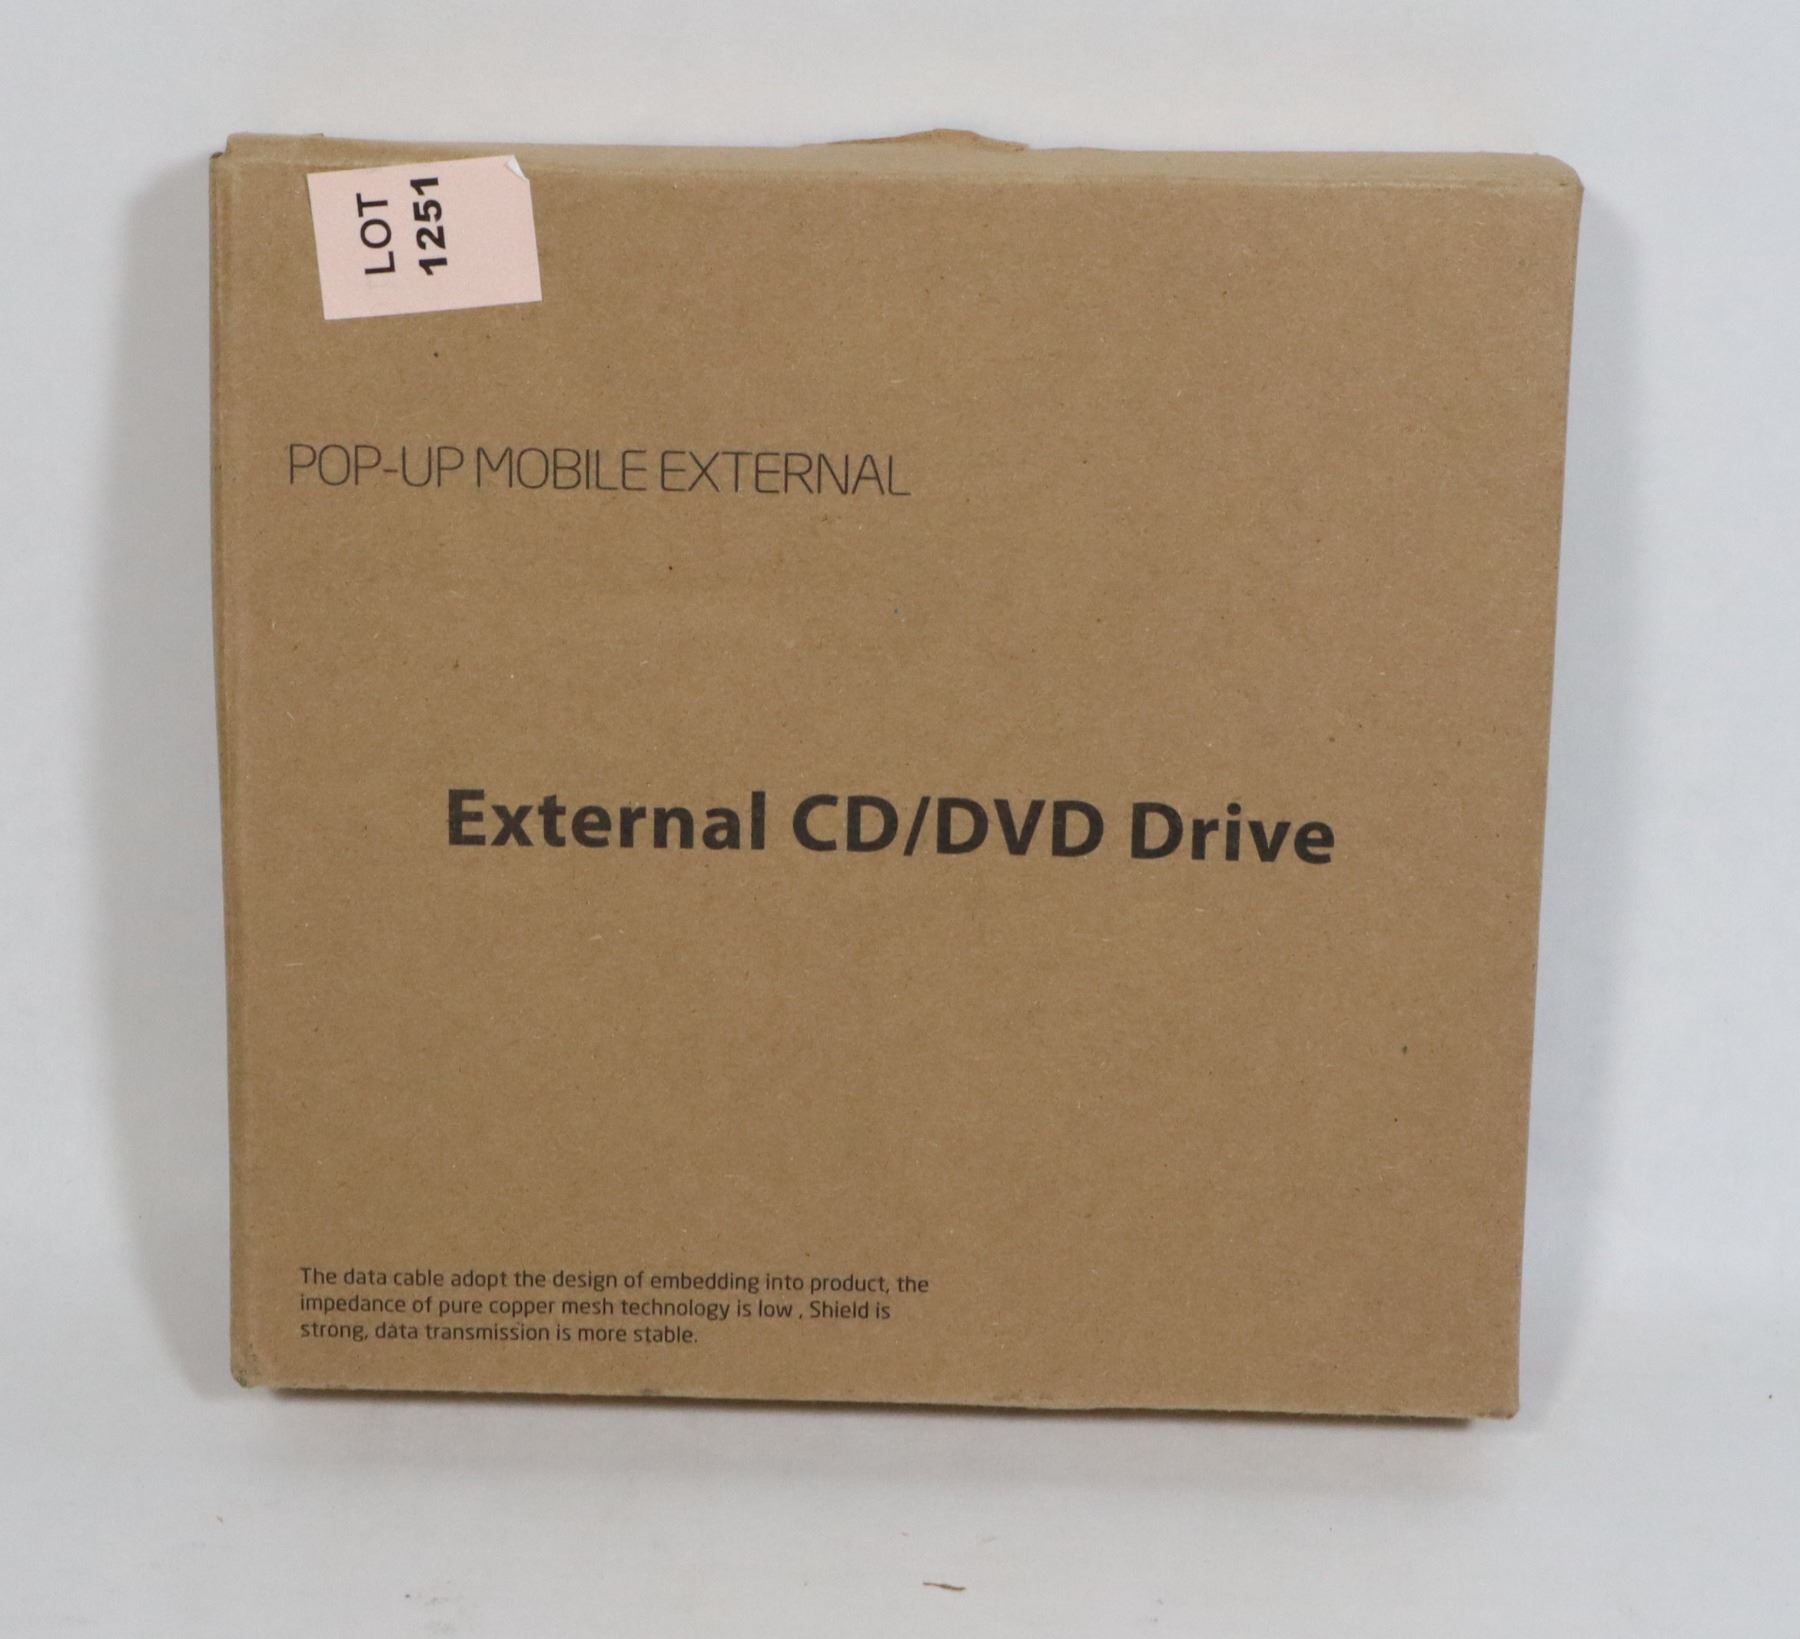 LOT
1251
POP-UP MOBILE EXTERNAL
External CD/DVD Drive
The data cable adopt the design of embedding into product, the
impedance of pure copper mesh technology is low , Shield is
strong, data transmission is more stable.